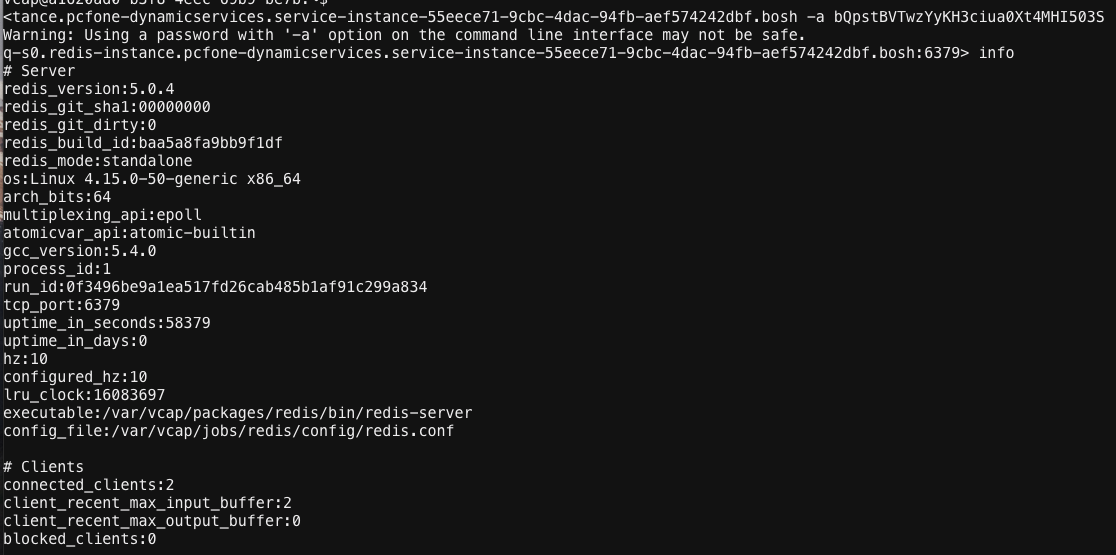 <tance.pcfone-dynamicservices.service-instance-55eece71-9cbc-4dac-94fb-aef574242dbf.bosh -a bQpstBVTwzYyKH3ciua0Xt4MHI503S
Warning: Using a password with '-a' option on the command line interface may not be safe.
q-s0.redis-instance.pcfone-dynamicservices.service-instance-55eece71-9cbc-4dac-94fb-aef574242dbf.bosh:6379> info
# Server
redis_version:5.0.4
redis_git_sha1:00000000
redis_git_dirty:0
redis_build_id:baa5a8fa9bb9f1df
redis_mode:standalone
os:Linux 4.15.0-50-generic x86_64
arch_bits:64
multiplexing_api:epoll
atomicvar_api:atomic-builtin
gcc_version:5.4.0
process_id:1
run_id:0f3496be9a1ea517fd26cab485b1af91c299a834
tcp_port:6379
uptime_in_seconds:58379
uptime_in_days:0
hz:10
configured_hz:10
lru_clock:16083697
executable:/var/vcap/packages/redis/bin/redis-server
config_file:/var/vcap/jobs/redis/config/redis.conf
# Clients
connected_clients:2
client_recent_max_input_buffer:2
client_recent_max_output_buffer:0
blocked_clients:0